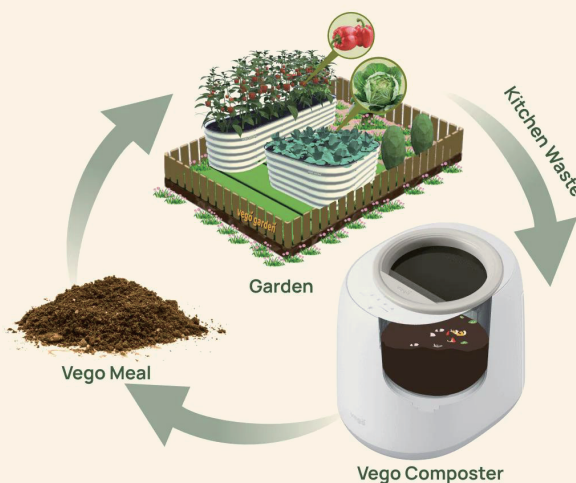 Kitchen Waste
vego garden
Garden
Vego Meal
Vego Composter